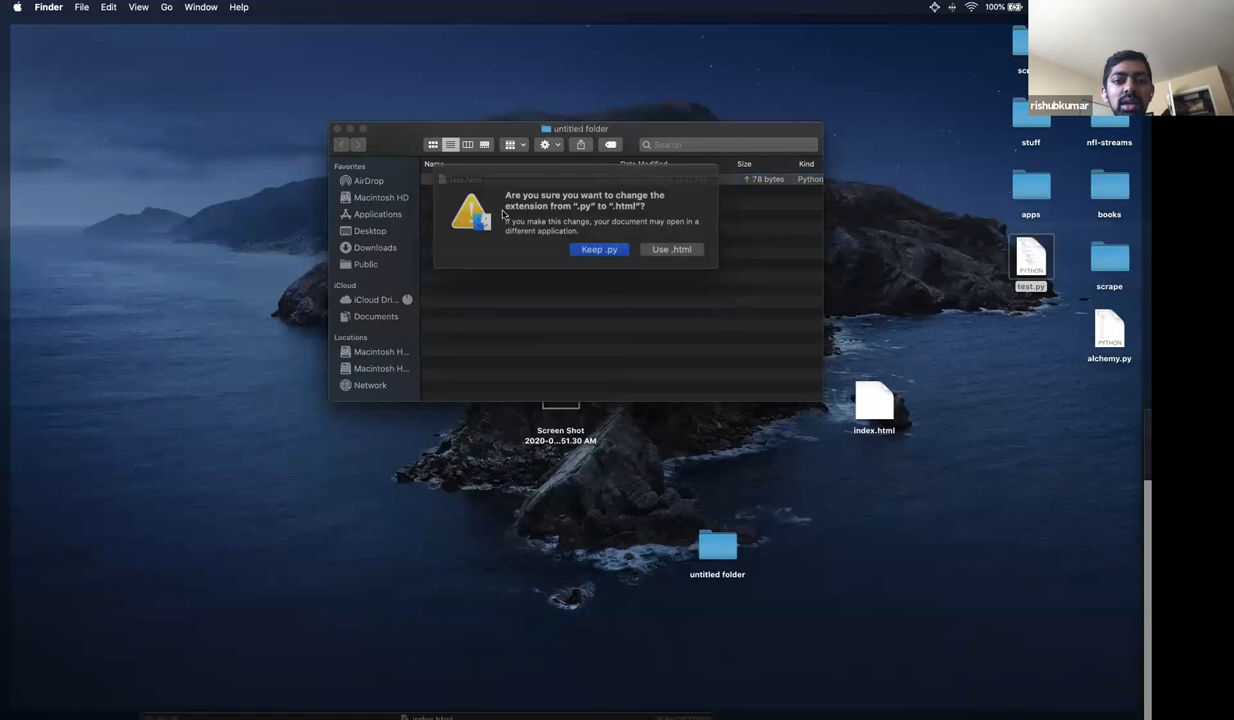 Finder File Edit View Go Window Help
100%
rishubkumar
untitled folder
Search
Name
Date Modified
Size
Kind
test.html
78 bytes
Python
Favorites
AirDrop
Macintosh HD
Applications
Desktop
Downloads
Public
iCloud
iCloud Dri...
Documents
Locations
Macintosh H...
Macintosh H...
Network
Are you sure you want to change the
extension from “.py” to “.html”?
If you make this change, your document may open in a
different application.
Keep .py
Use .html
stuff
nfl-streams
apps
books
PYTHON
test.py
scrape
PYTHON
alchemy.py
index.html
Screen Shot
2020-0...51.30 AM
untitled folder
index.html